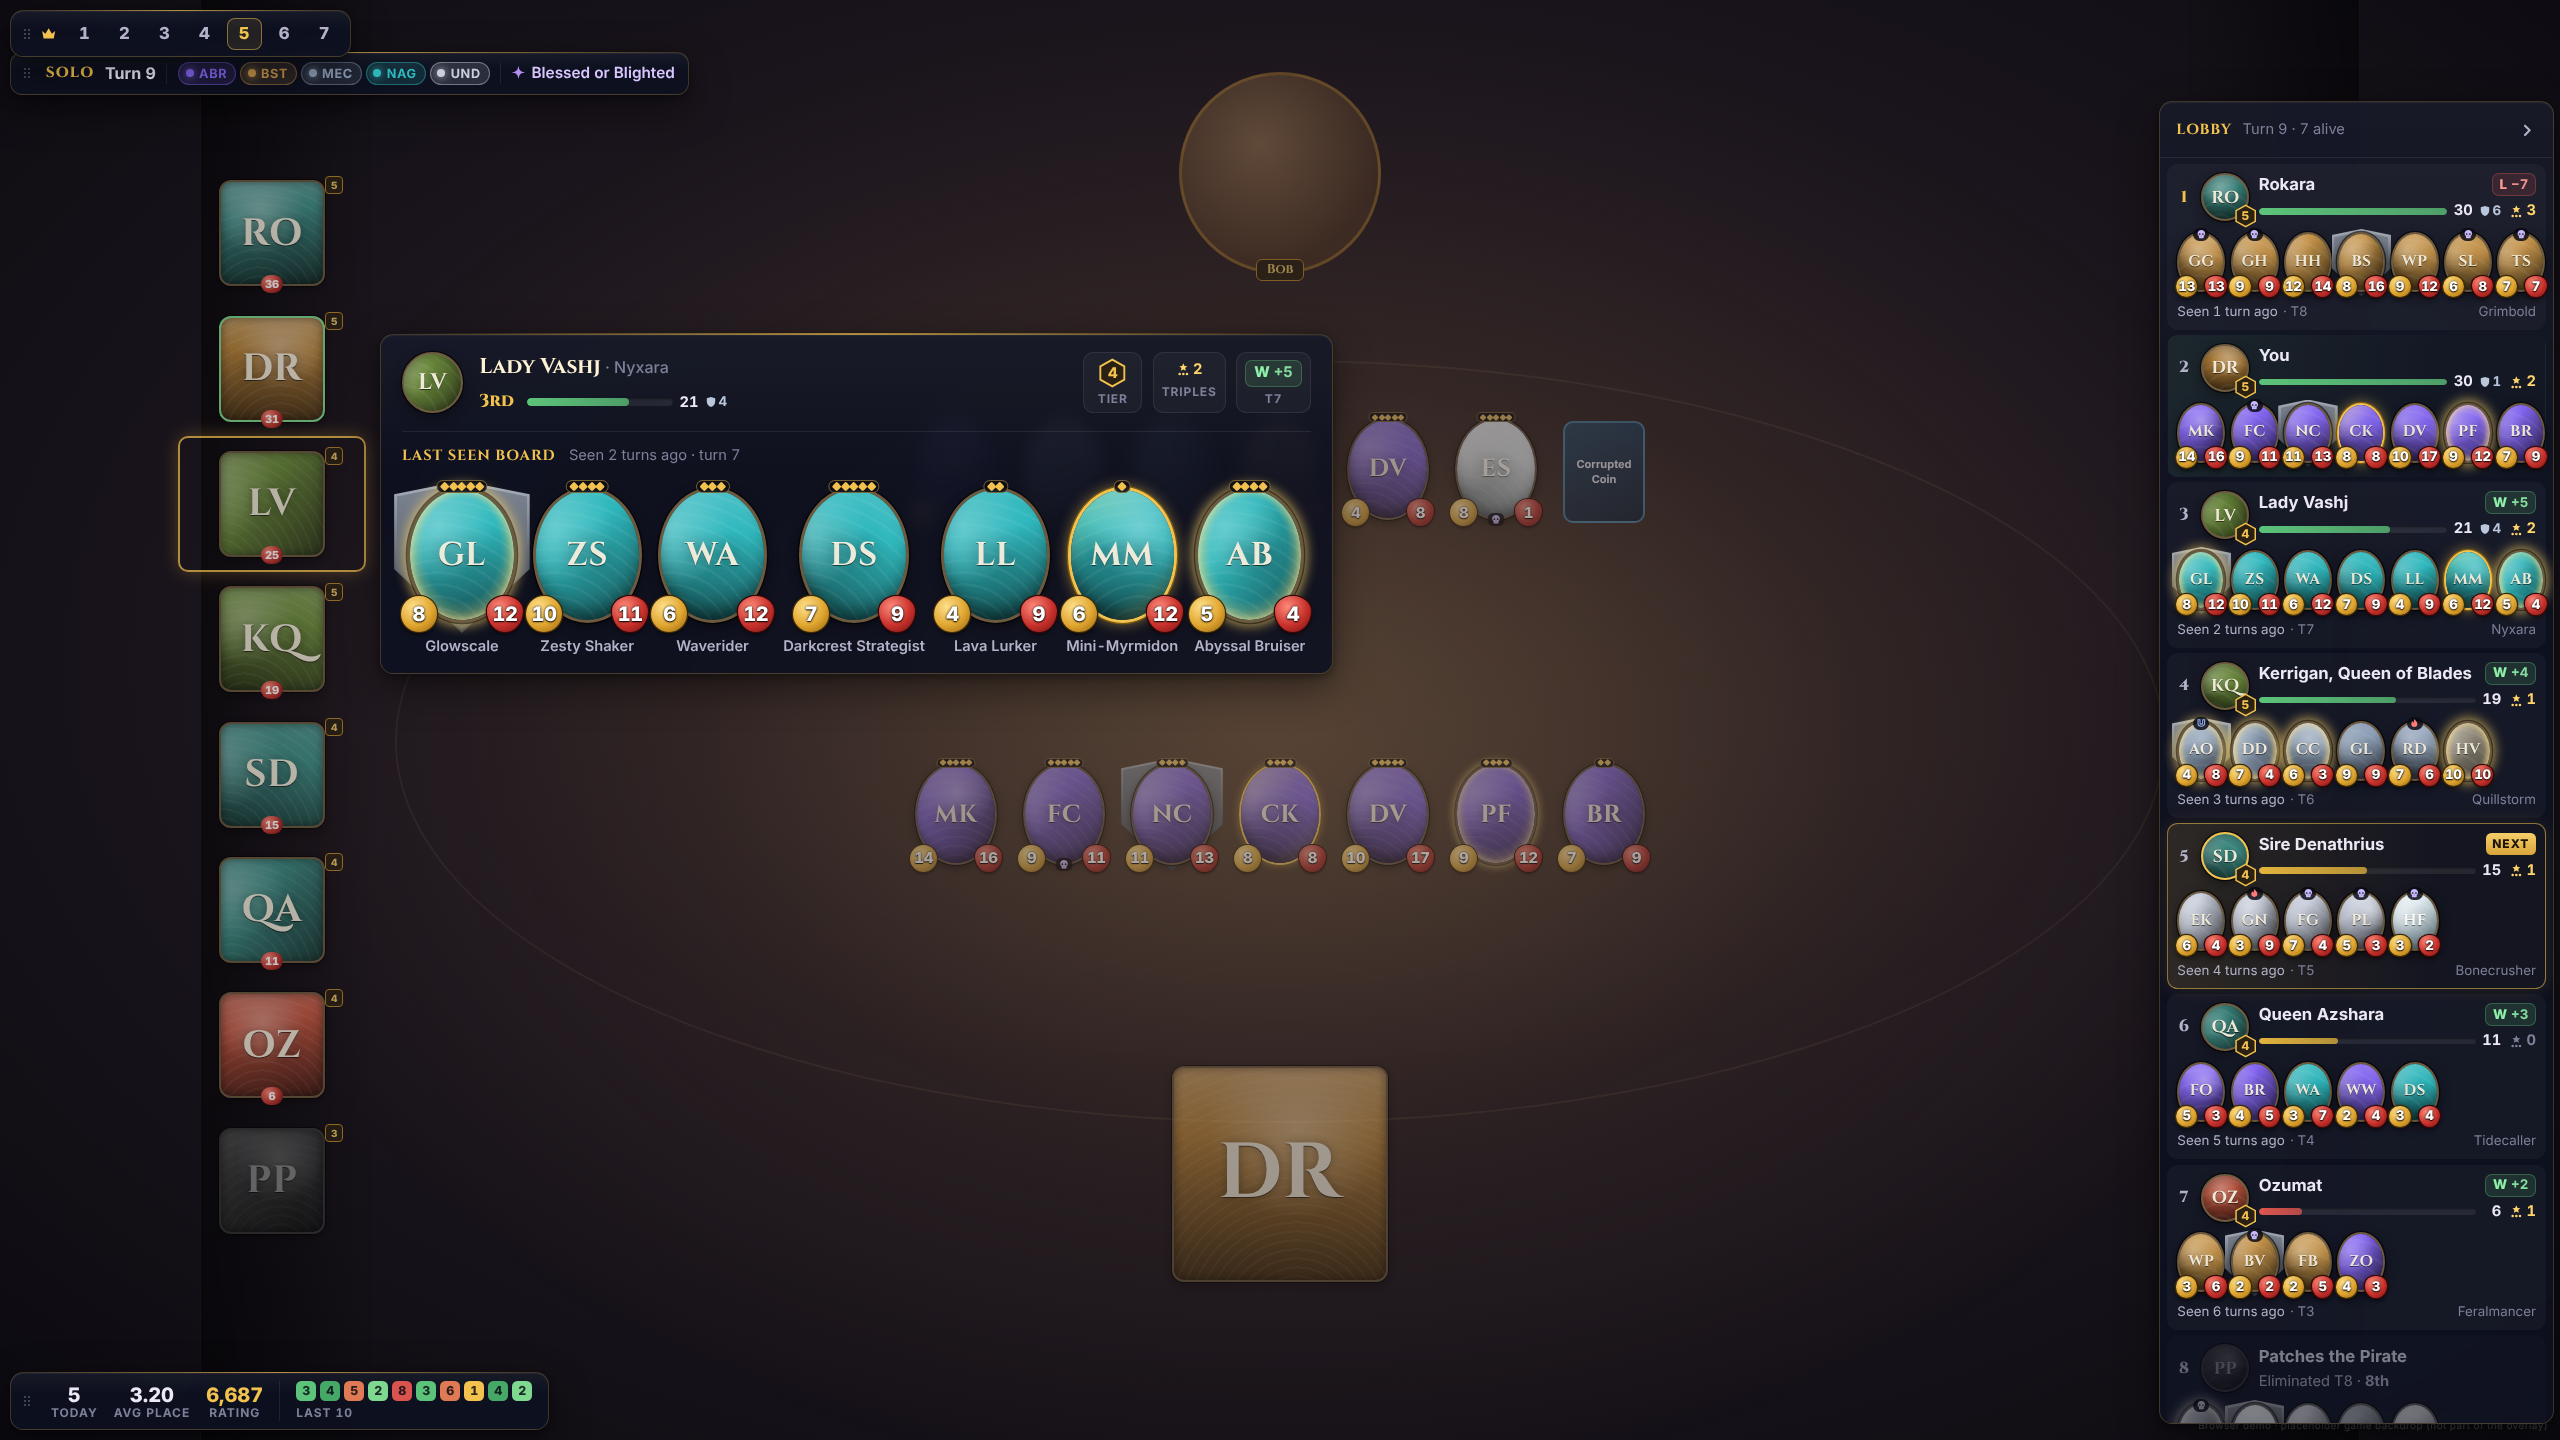 1 2 3 4 5 6 7
SOLO Turn 9 ABR BST MEC NAG UND Blessed or Blighted
RO 5 36
DR 5 31
LV 4 25
KQ 5 19
SD 4 15
QA 4 11
OZ 4 6
PP 3
BOB
LV LADY VASHJ · Nyxara
3RD 21 4
4 TIER
2 TRIPLES
W +5 T7
LAST SEEN BOARD Seen 2 turns ago · turn 7
GL ZS WA DS LL MM AB
8 12 10 11 6 12 7 9 4 9 6 12 5 4
Glowscale Zesty Shaker Waverider Darkcrest Strategist Lava Lurker Mini-Myrmidon Abyssal Bruiser
DV ES Corrupted
Coin
4 8 8 1
MK FC NC CK DV PF BR
14 16 9 11 11 13 8 8 10 17 9 12 7 9
DR
5 3.20 6,687 3 4 5 2 8 3 6 1 4 2
TODAY AVG PLACE RATING LAST 10
LOBBY Turn 9 · 7 alive
1 RO 5 Rokara L −7
30 6 3
GG GH HH BS WP SL TS
13 13 9 9 12 14 8 16 9 12 6 8 7 7
Seen 1 turn ago · T8 Grimbold
2 DR 5 You
30 1 2
MK FC NC CK DV PF BR
14 16 9 11 11 13 8 8 10 17 9 12 7 9
3 LV 4 Lady Vashj W +5
21 4 2
GL ZS WA DS LL MM AB
8 12 10 11 6 12 7 9 4 9 6 12 5 4
Seen 2 turns ago · T7 Nyxara
4 KQ 5 Kerrigan, Queen of Blades W +4
19 1
AO DD CC GL RD HV
4 8 7 4 6 3 9 9 7 6 10 10
Seen 3 turns ago · T6 Quillstorm
5 SD 4 Sire Denathrius NEXT
15 1
EK GN FG PL HF
6 4 3 9 7 4 5 3 3 2
Seen 4 turns ago · T5 Bonecrusher
6 QA 4 Queen Azshara W +3
11 0
FO BR WA WW DS
5 3 4 5 3 7 2 4 3 4
Seen 5 turns ago · T4 Tidecaller
7 OZ 4 Ozumat W +2
6 1
WP BV FB ZO
3 6 2 2 2 5 4 3
Seen 6 turns ago · T3 Feralmancer
8 PP Patches the Pirate
Eliminated T8 · 8th